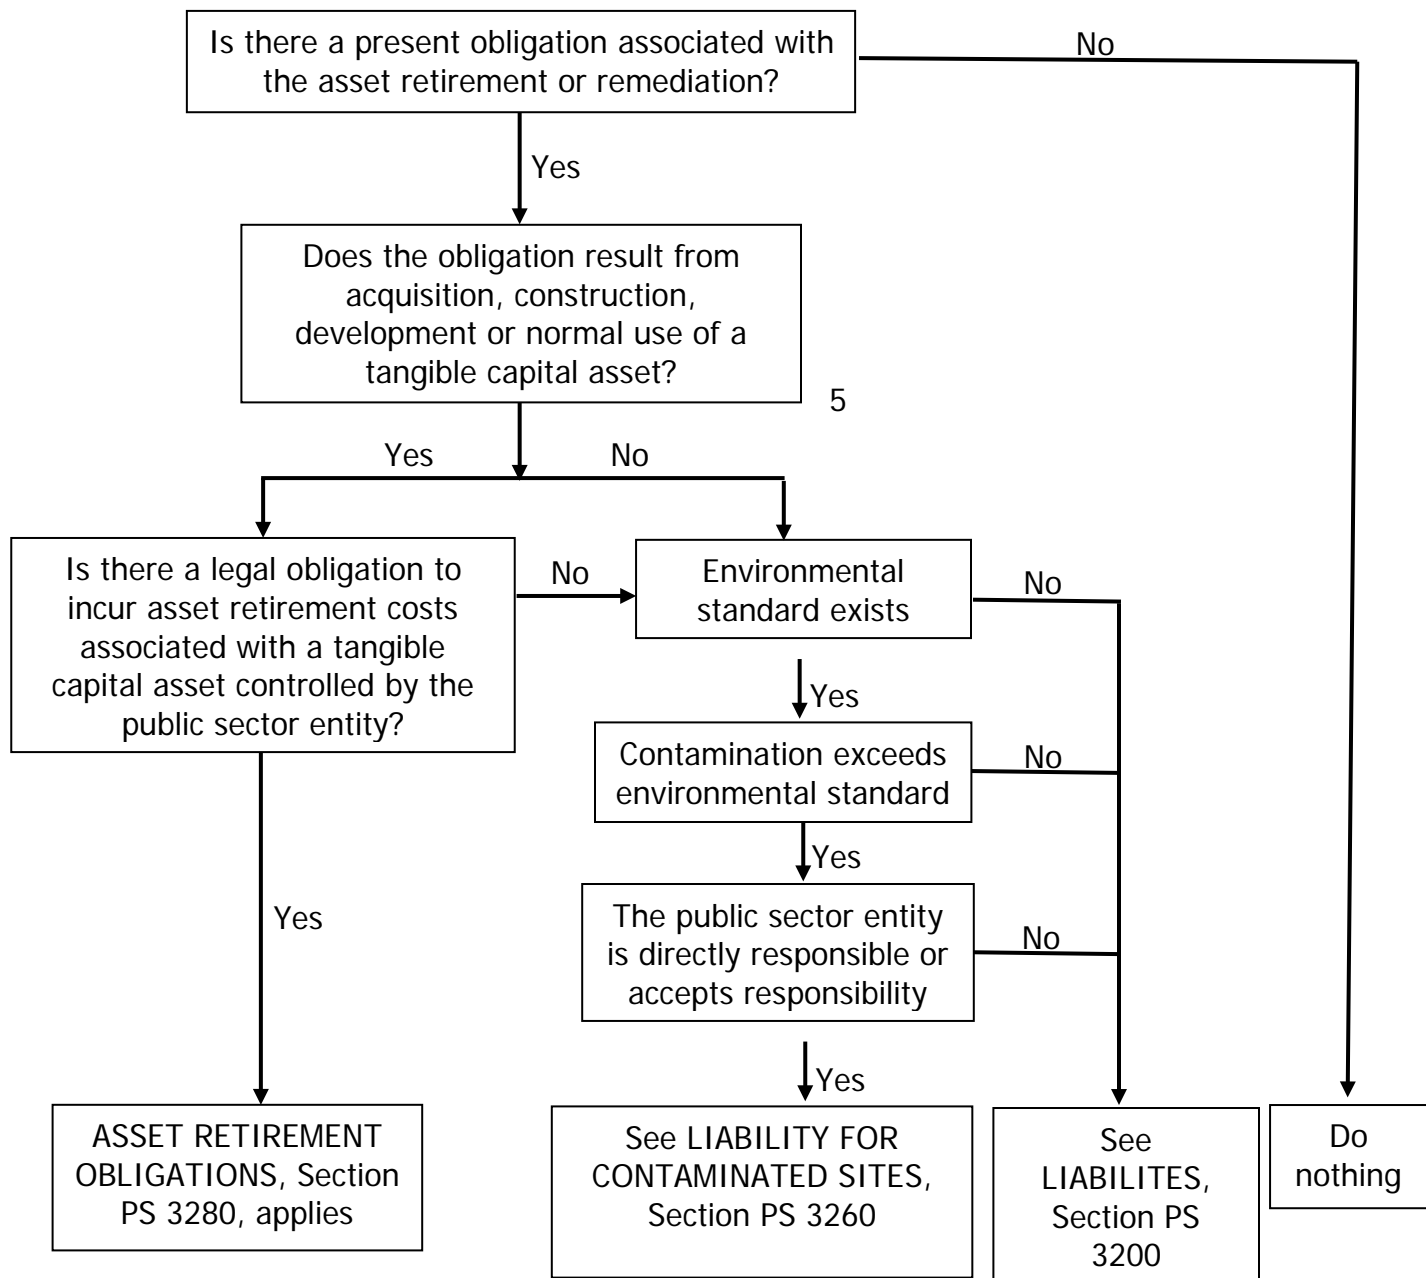 Is there a present obligation associated with
the asset retirement or remediation?
No
Yes
Does the obligation result from
acquisition, construction,
development or normal use of a
tangible capital asset?
5
Yes
No
Is there a legal obligation to
incur asset retirement costs
associated with a tangible
capital asset controlled by the
public sector entity?
No
Environmental
standard exists
No
Yes
Contamination exceeds
environmental standard
No
Yes
The public sector entity
is directly responsible or
accepts responsibility
No
Yes
Yes
ASSET RETIREMENT
OBLIGATIONS, Section
PS 3280, applies
See LIABILITY FOR
CONTAMINATED SITES,
Section PS 3260
See
LIABILITES,
Section PS
3200
Do
nothing